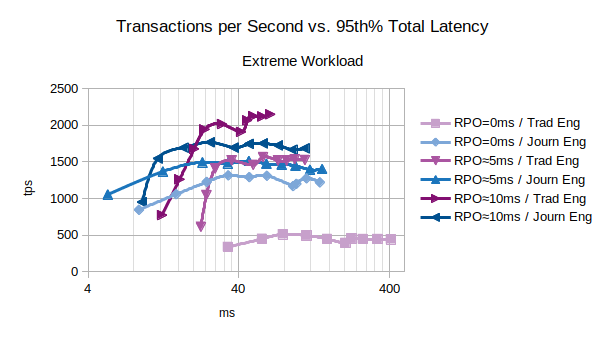 Transactions per Second vs. 95th% Total Latency
Extreme Workload
2500
2000
1500
1000
500
0
tps
4
40
400
ms
RPO=0ms / Trad Eng
RPO=0ms / Journ Eng
RPO≈5ms / Trad Eng
RPO≈5ms / Journ Eng
RPO≈10ms / Trad Eng
RPO≈10ms / Journ Eng